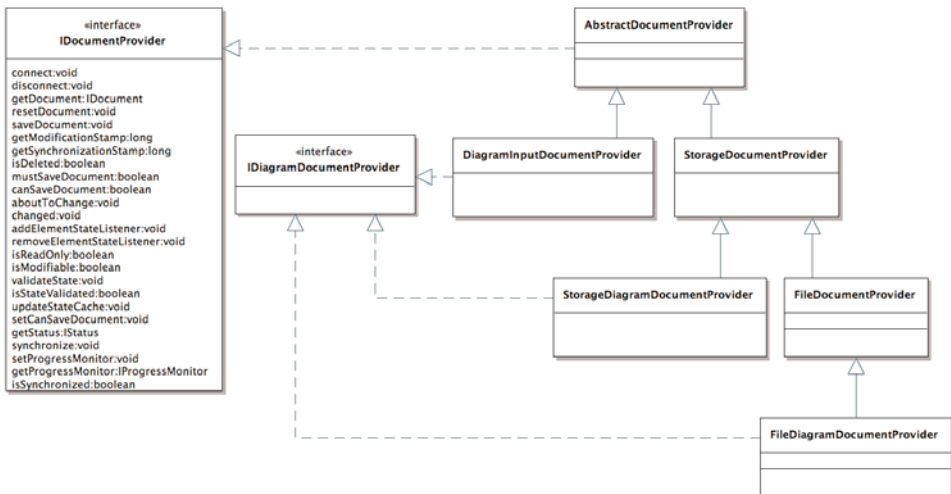 «interface»
IDocumentProvider
connect:void
disconnect:void
getDocument:IDocument
resetDocument:void
saveDocument:void
getModificationStamp:long
getSynchronizationStamp:long
isDeleted:boolean
mustSaveDocument:boolean
canSaveDocument:boolean
aboutToChange:void
changed:void
addElementStateListener:void
removeElementStateListener:void
isReadOnly:boolean
isModifiable:boolean
validateState:void
isStateValidated:boolean
updateStateCache:void
setCanSaveDocument:void
getStatus:IStatus
synchronize:void
setProgressMonitor:void
getProgressMonitor:IProgressMonitor
isSynchronized:boolean
AbstractDocumentProvider
«interface»
IDiagramDocumentProvider
DiagramInputDocumentProvider
StorageDocumentProvider
StorageDiagramDocumentProvider
FileDocumentProvider
FileDiagramDocumentProvider